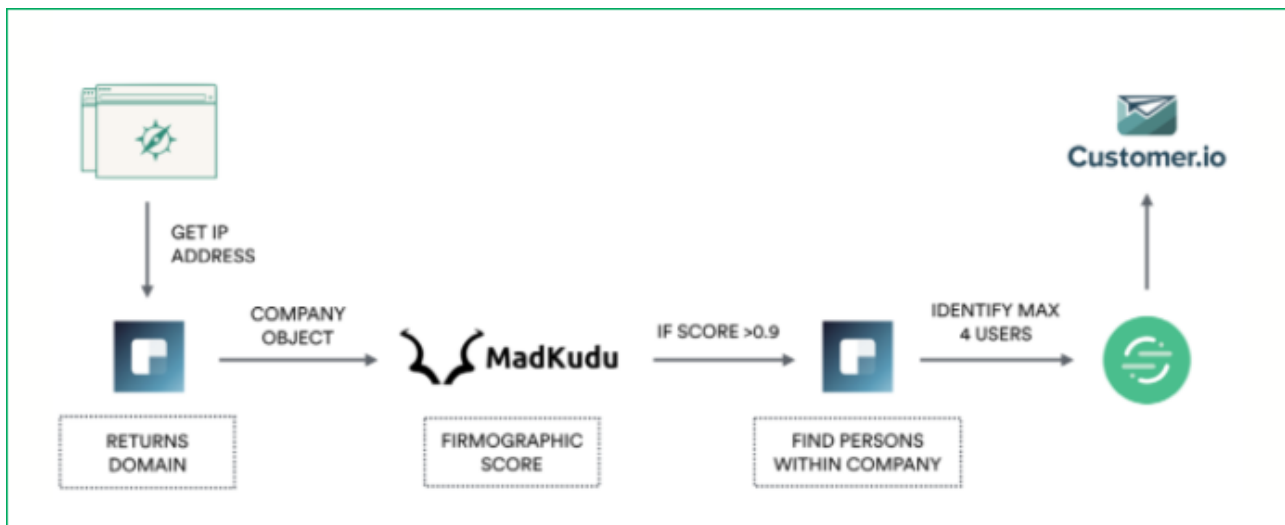 Customer.io
GET IP
ADDRESS
COMPANY
OBJECT
MadKudu
IF SCORE >0.9
IDENTIFY MAX
4 USERS
RETURNS
DOMAIN
FIRMOGRAPHIC
SCORE
FIND PERSONS
WITHIN COMPANY